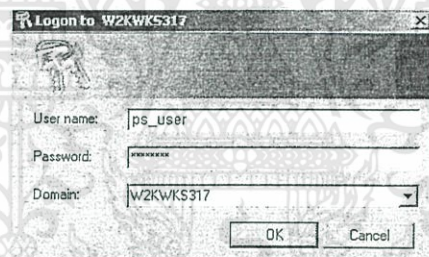 Logon to W2KWKS317
User name: ps_user
Password: ********
Domain: W2KWKS317
OK Cancel